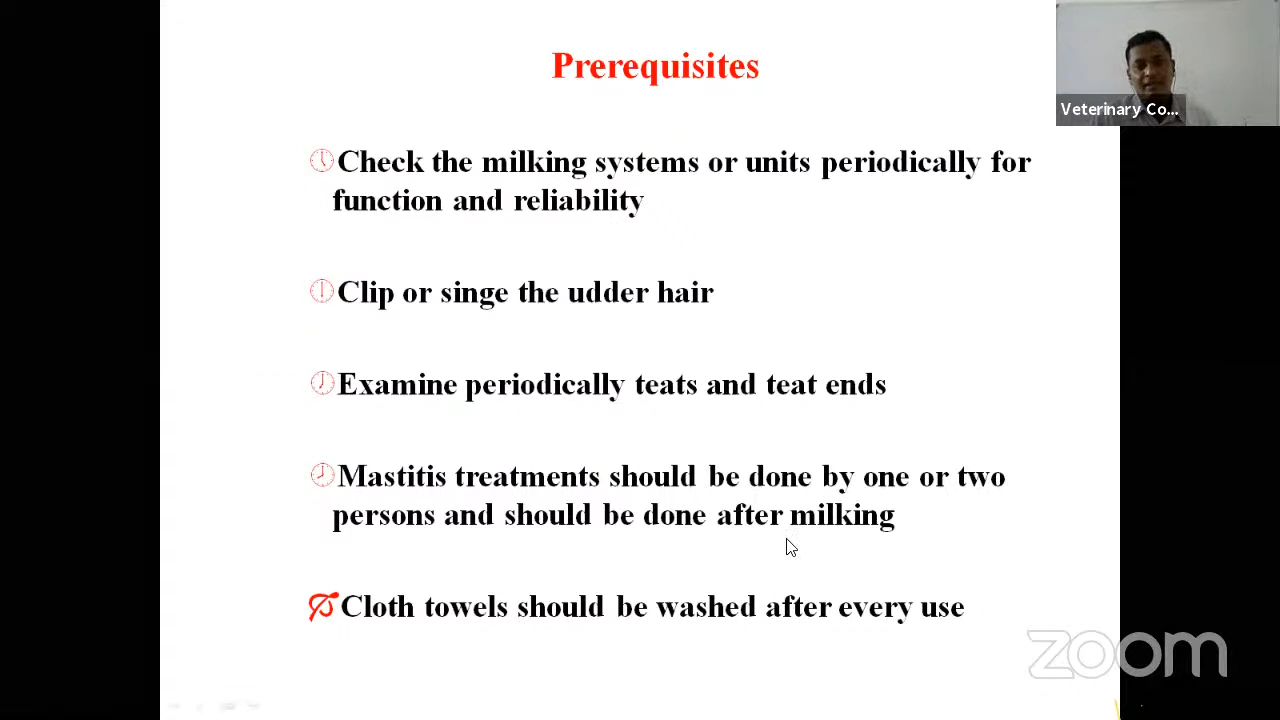 Prerequisites
Veterinary Co...
Check the milking systems or units periodically for
function and reliability
Clip or singe the udder hair
Examine periodically teats and teat ends
Mastitis treatments should be done by one or two
persons and should be done after milking
Cloth towels should be washed after every use
zoom